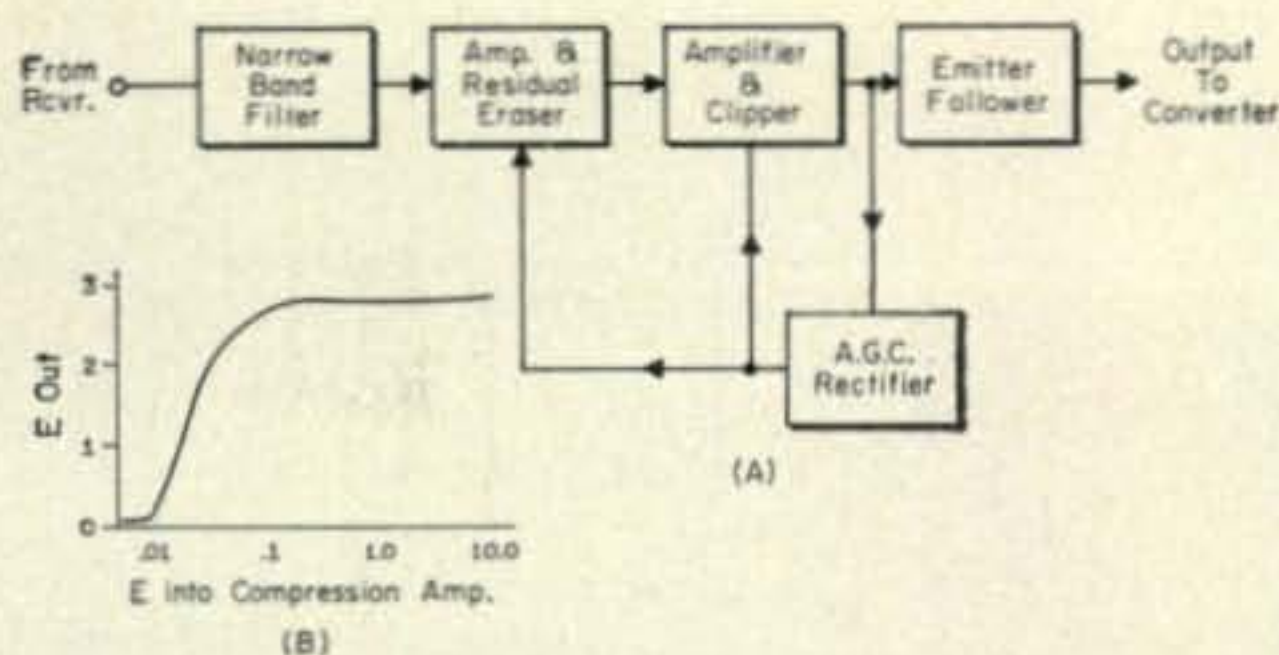 From
Rcvr.
Narrow
Band
Filter
Amp. &
Residual
Eraser
Amplifier
&
Clipper
Emitter
Follower
Output
To
Converter
A.G.C.
Rectifier
(A)
E Out
3
2
1
0
.01
.1
1.0
10.0
E into Compression Amp.
(B)